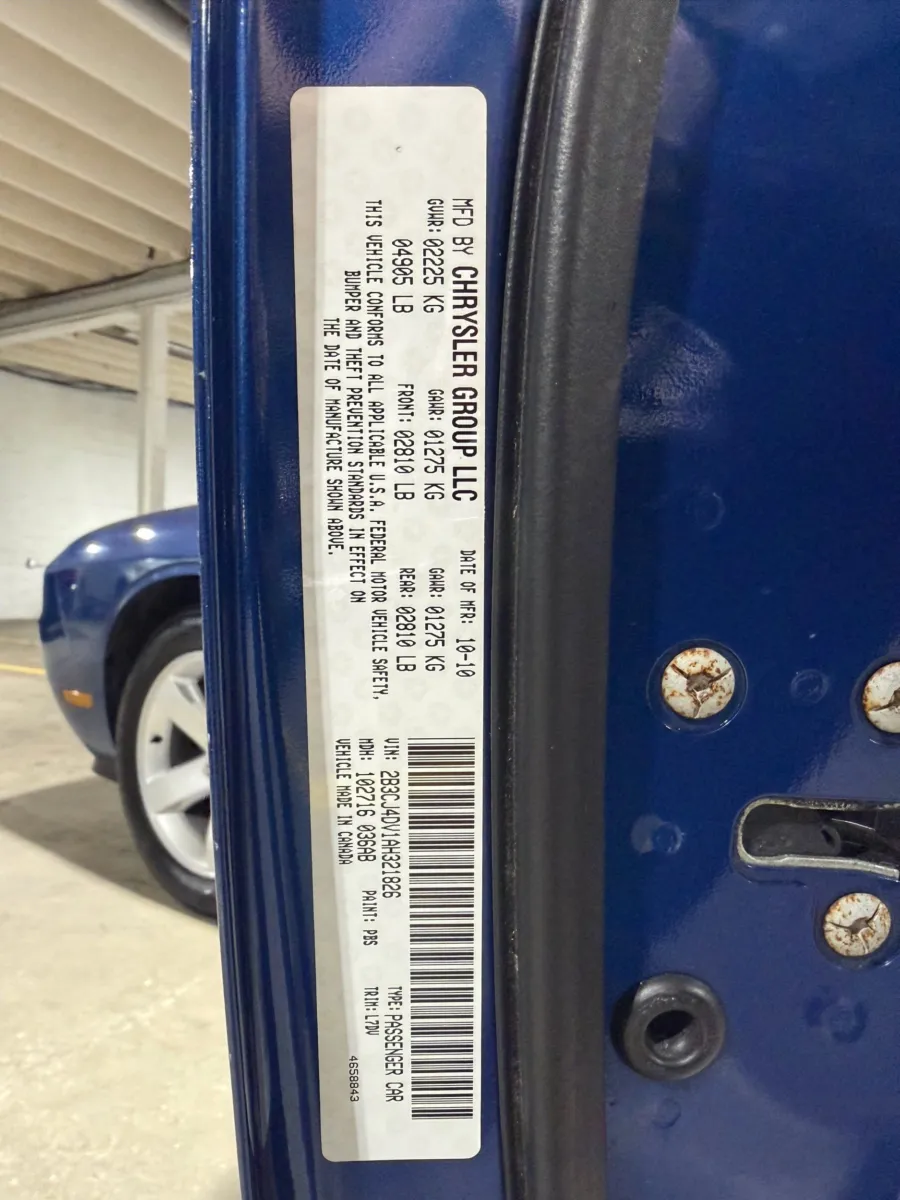 MFD BY CHRYSLER GROUP LLC DATE OF MFR: 10-10
GVWR: 02225 KG GAWR: 01275 KG GAWR: 01275 KG
04905 LB FRONT: 02810 LB REAR: 02810 LB
THIS VEHICLE CONFORMS TO ALL APPLICABLE U.S.A. FEDERAL MOTOR VEHICLE SAFETY,
BUMPER AND THEFT PREVENTION STANDARDS IN EFFECT ON
THE DATE OF MANUFACTURE SHOWN ABOVE.
VIN: 2B3CJ4DV1AH321826 TYPE: PASSENGER CAR
MDH: 102716 036AB PAINT: PBS TRIM: L7DV
VEHICLE MADE IN CANADA 4658843